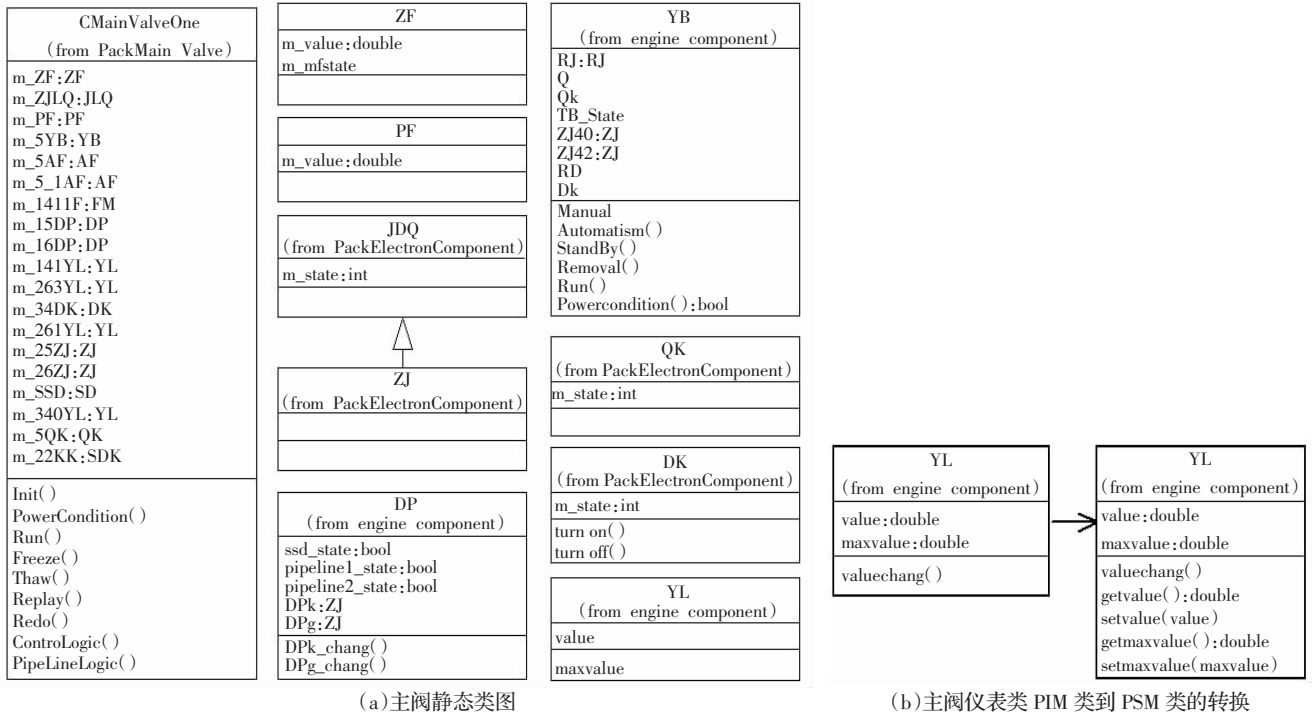 CMainValveOne
(from PackMain Valve)
m_ZF:ZF
m_ZJLQ:JLQ
m_PF:PF
m_5YB:YB
m_5AF:AF
m_5_1AF:AF
m_1411F:FM
m_15DP:DP
m_16DP:DP
m_141YL:YL
m_263YL:YL
m_34DK:DK
m_261YL:YL
m_25ZJ:ZJ
m_26ZJ:ZJ
m_SSD:SD
m_340YL:YL
m_5QK:QK
m_22KK:SDK
Init( )
PowerCondition( )
Run( )
Freeze( )
Thaw( )
Replay( )
Redo( )
ControLogic( )
PipeLineLogic( )
ZF
m_value:double
m_mfstate
PF
m_value:double
JDQ
(from PackElectronComponent)
m_state:int
ZJ
(from PackElectronComponent)
DP
(from engine component)
ssd_state:bool
pipeline1_state:bool
pipeline2_state:bool
DPk:ZJ
DPg:ZJ
DPk_chang( )
DPg_chang( )
YB
(from engine component)
RJ:RJ
Q
Qk
TB_State
ZJ40:ZJ
ZJ42:ZJ
RD
Dk
Manual
Automatism( )
StandBy( )
Removal( )
Run( )
Powercondition( ):bool
QK
(from PackElectronComponent)
m_state:int
DK
(from PackElectronComponent)
m_state:int
turn on( )
turn off( )
YL
(from engine component)
value
maxvalue
(a)主阀静态类图
YL
(from engine component)
value:double
maxvalue:double
valuechang( )
YL
(from engine component)
value:double
maxvalue:double
valuechang( )
getvalue( ):double
setvalue(value)
getmaxvalue( ):double
setmaxvalue(maxvalue)
(b)主阀仪表类 PIM 类到 PSM 类的转换